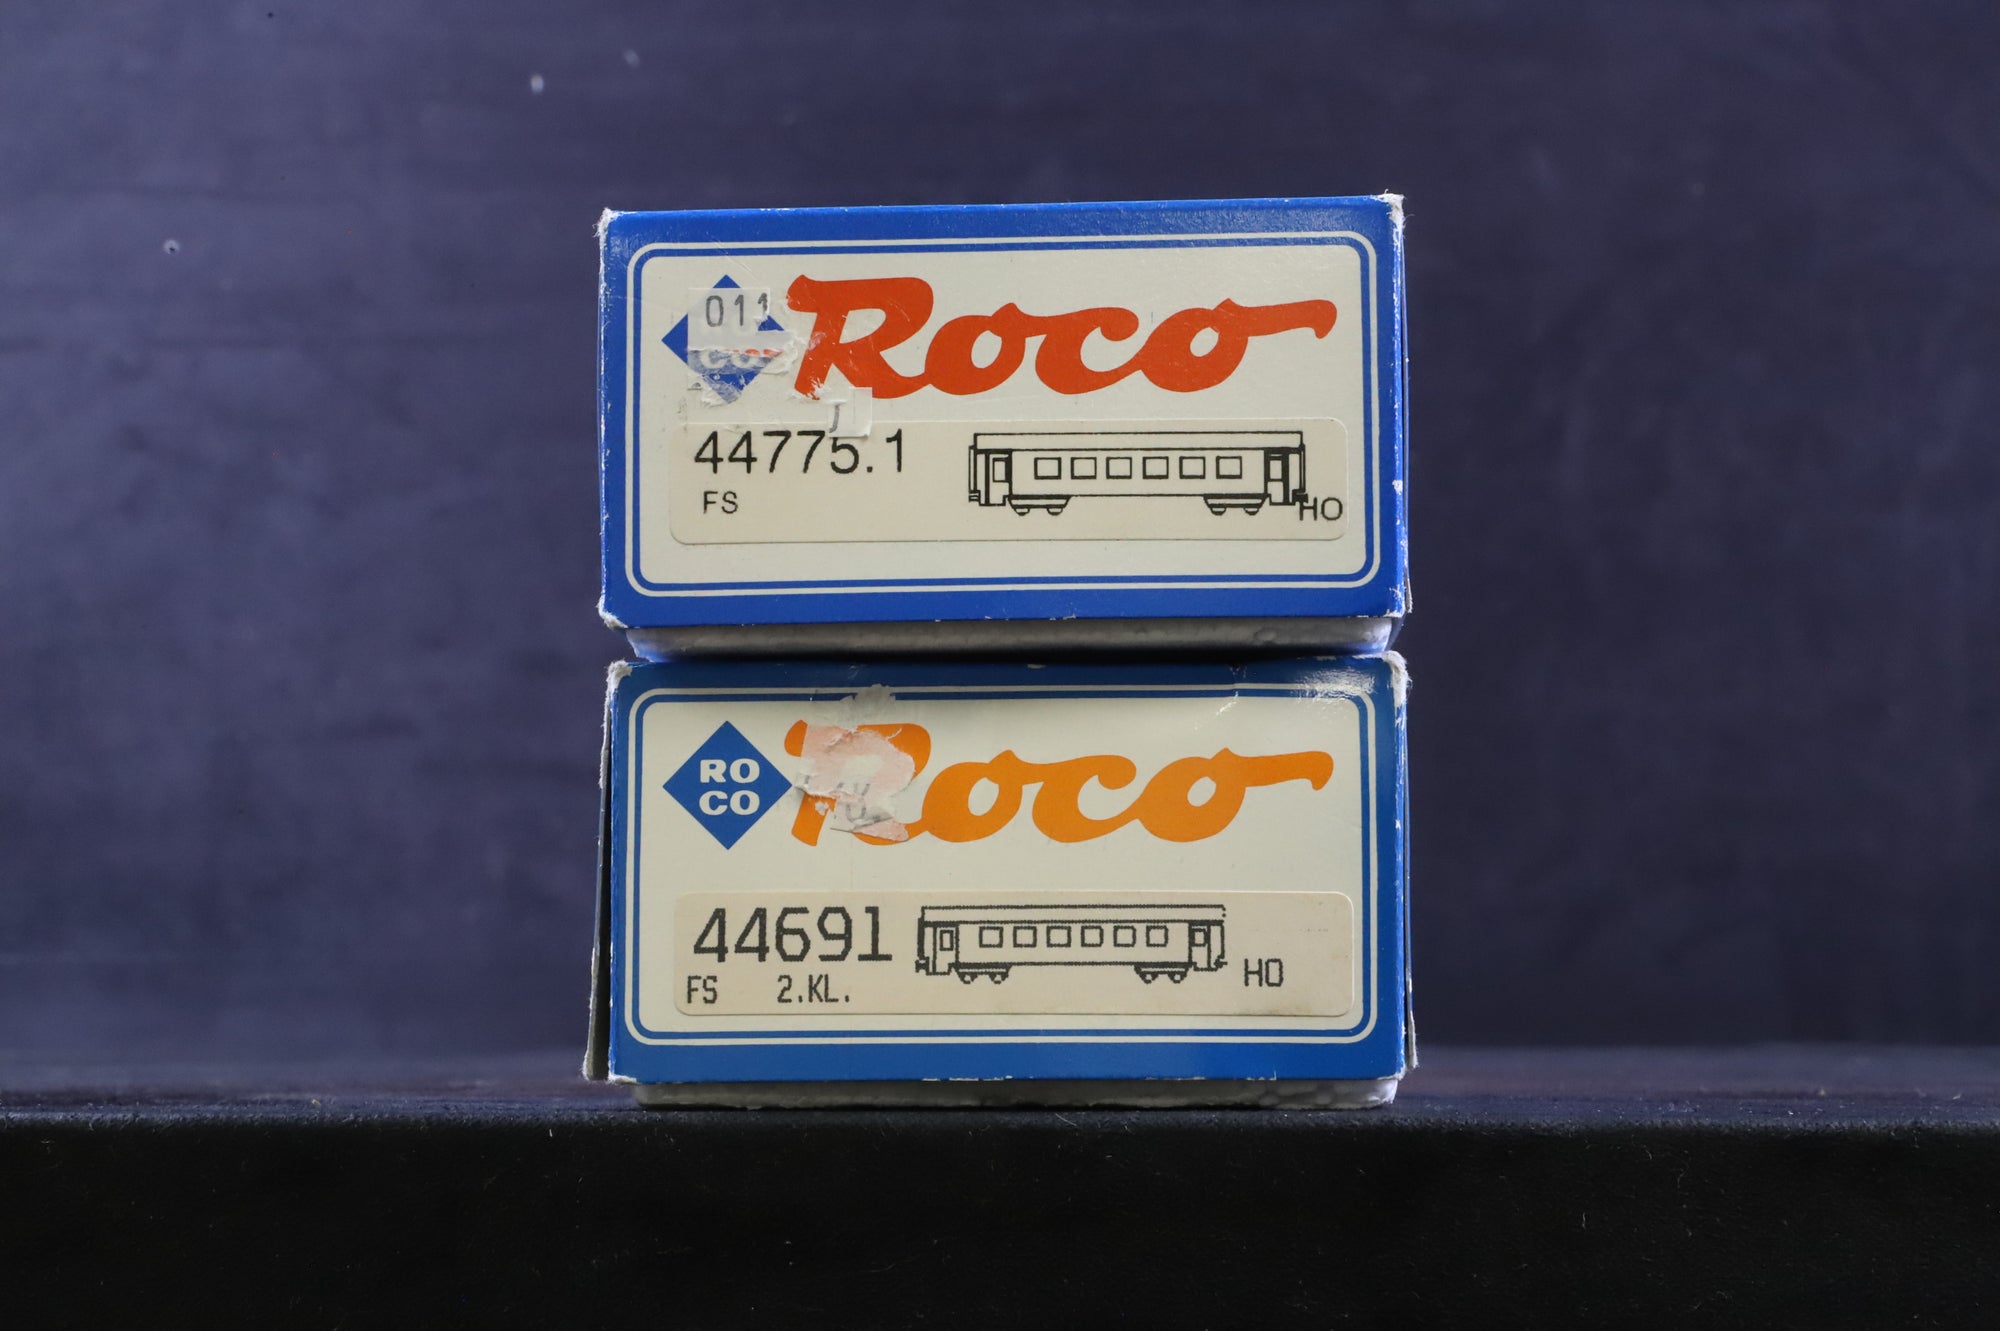 011
Roco
44775.1
FS
HO
RO
CO
Roco
44691
HO
FS 2.KL.